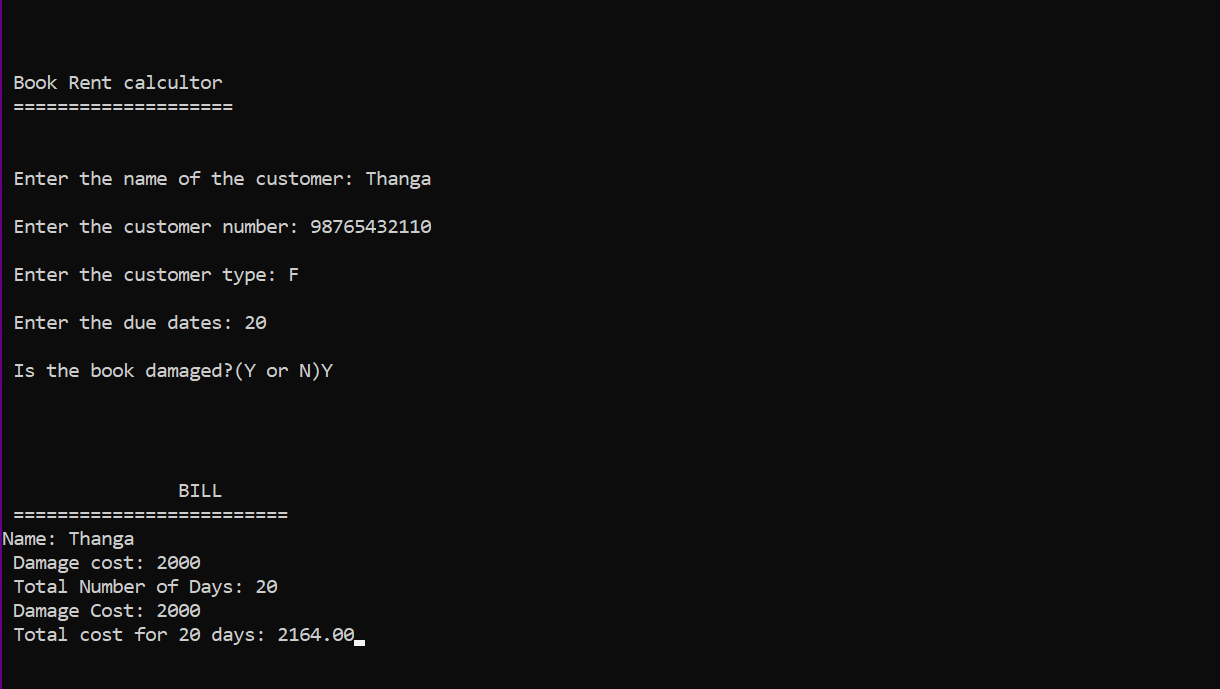 Book Rent calcultor
====================
Enter the name of the customer: Thanga
Enter the customer number: 98765432110
Enter the customer type: F
Enter the due dates: 20
Is the book damaged?(Y or N)Y
BILL
=========================
Name: Thanga
Damage cost: 2000
Total Number of Days: 20
Damage Cost: 2000
Total cost for 20 days: 2164.00